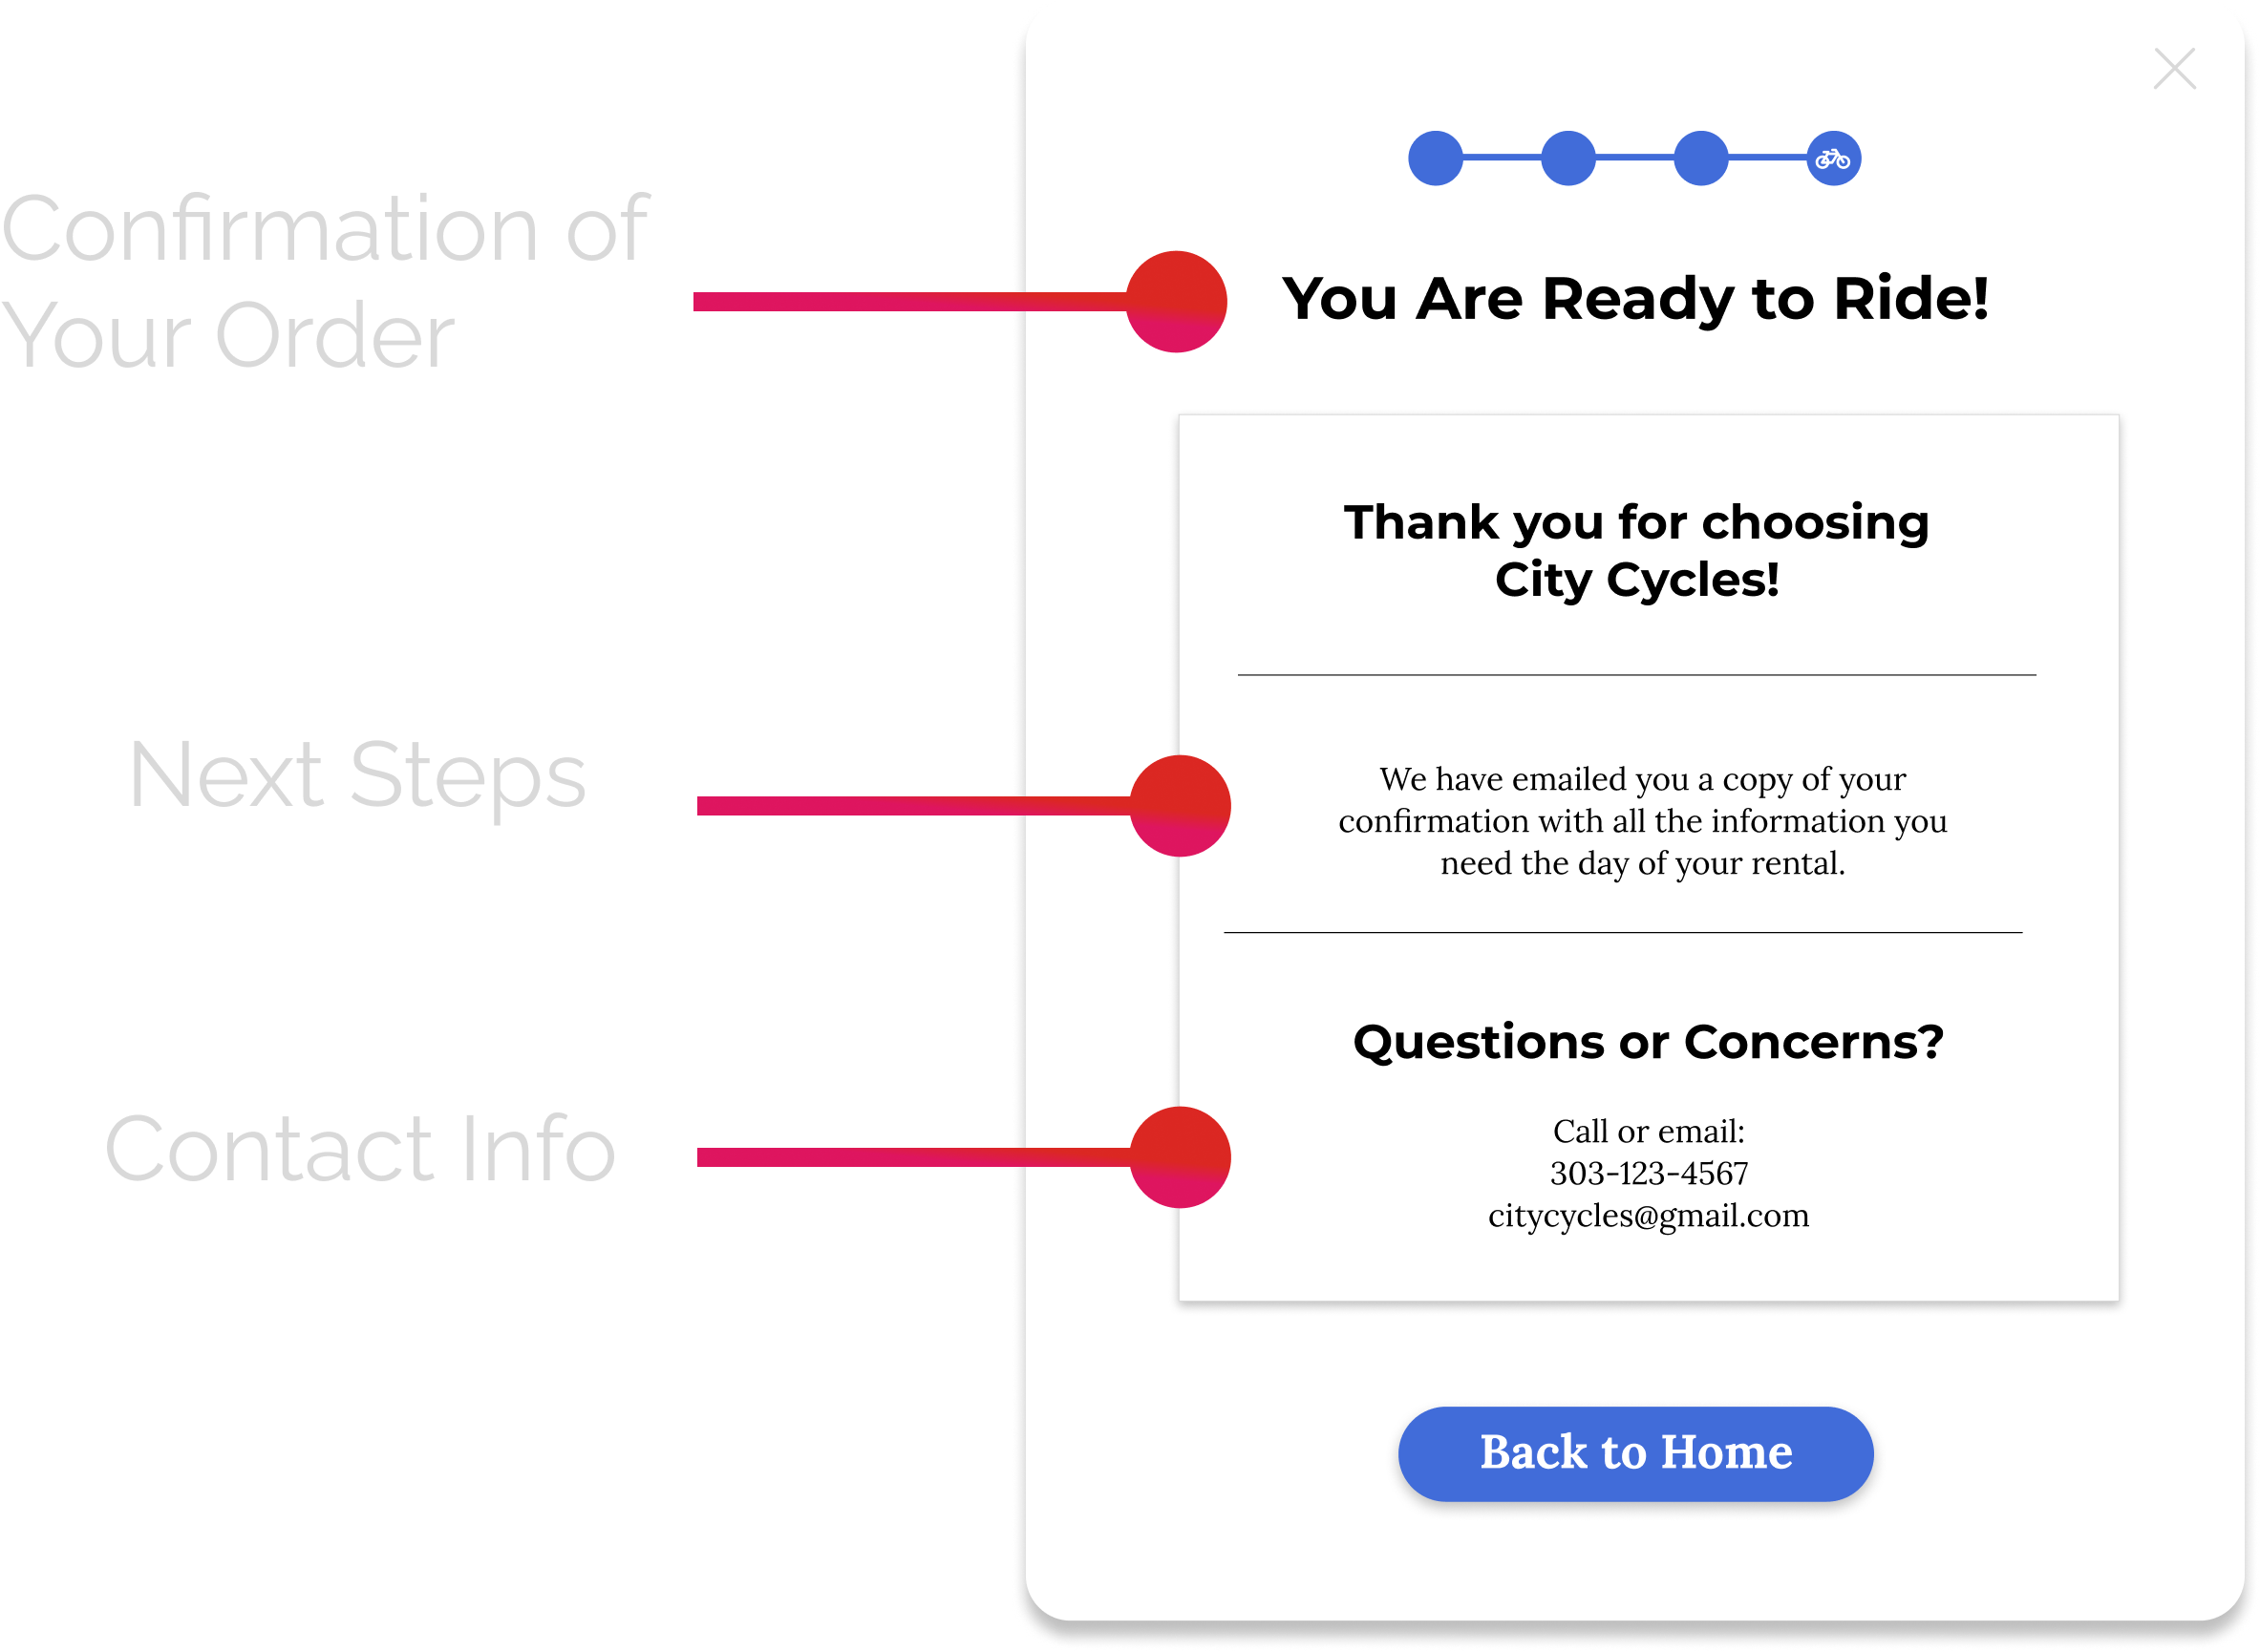 Confirmation of
Your Order
You Are Ready to Ride!
Thank you for choosing
City Cycles!
Next Steps
We have emailed you a copy of your
confirmation with all the information you
need the day of your rental.
Questions or Concerns?
Contact Info
Call or email:
303-123-4567
citycycles@gmail.com
Back to Home